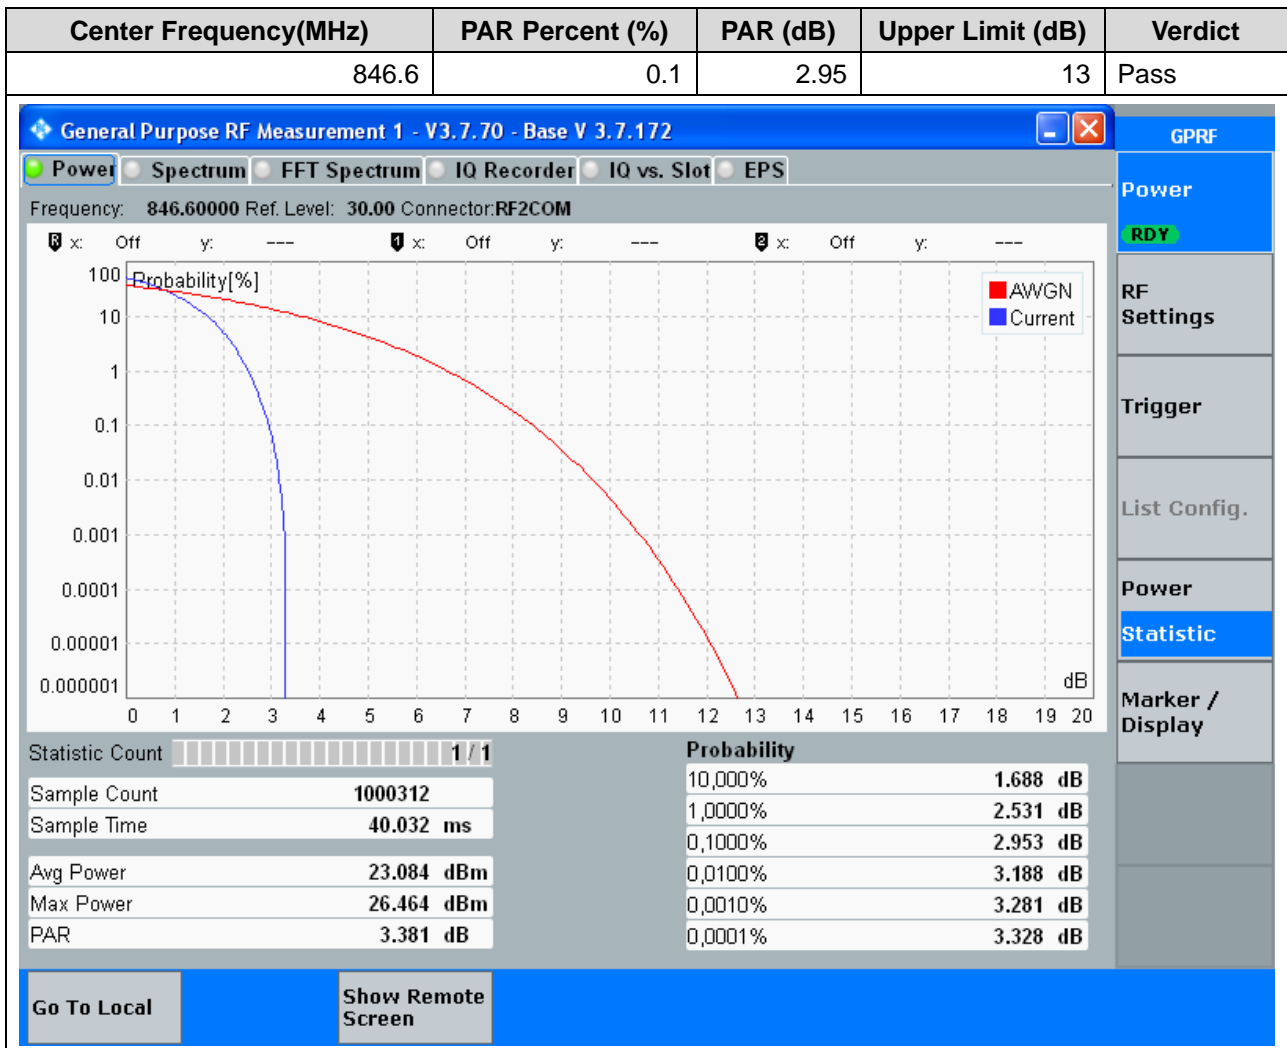 Center Frequency(MHz) PAR Percent (%) PAR (dB) Upper Limit (dB) Verdict
846.6 0.1 2.95 13 Pass
General Purpose RF Measurement 1 - V3.7.70 - Base V 3.7.172
GPRF
Power Spectrum FFT Spectrum IQ Recorder IQ vs. Slot EPS
Power
RDY
Frequency: 846.60000 Ref. Level: 30.00 Connector:RF2COM
R x: Off y: --- 1 x: Off y: --- 2 x: Off y: ---
Probability[%]
100
10
1
0.1
0.01
0.001
0.0001
0.00001
0.000001
AWGN
Current
dB
0 1 2 3 4 5 6 7 8 9 10 11 12 13 14 15 16 17 18 19 20
RF
Settings
Trigger
List Config.
Power
Statistic
Marker /
Display
Statistic Count 1 / 1
Sample Count 1000312
Sample Time 40.032 ms
Avg Power 23.084 dBm
Max Power 26.464 dBm
PAR 3.381 dB
Probability
10,000% 1.688 dB
1,0000% 2.531 dB
0,1000% 2.953 dB
0,0100% 3.188 dB
0,0010% 3.281 dB
0,0001% 3.328 dB
Go To Local
Show Remote
Screen